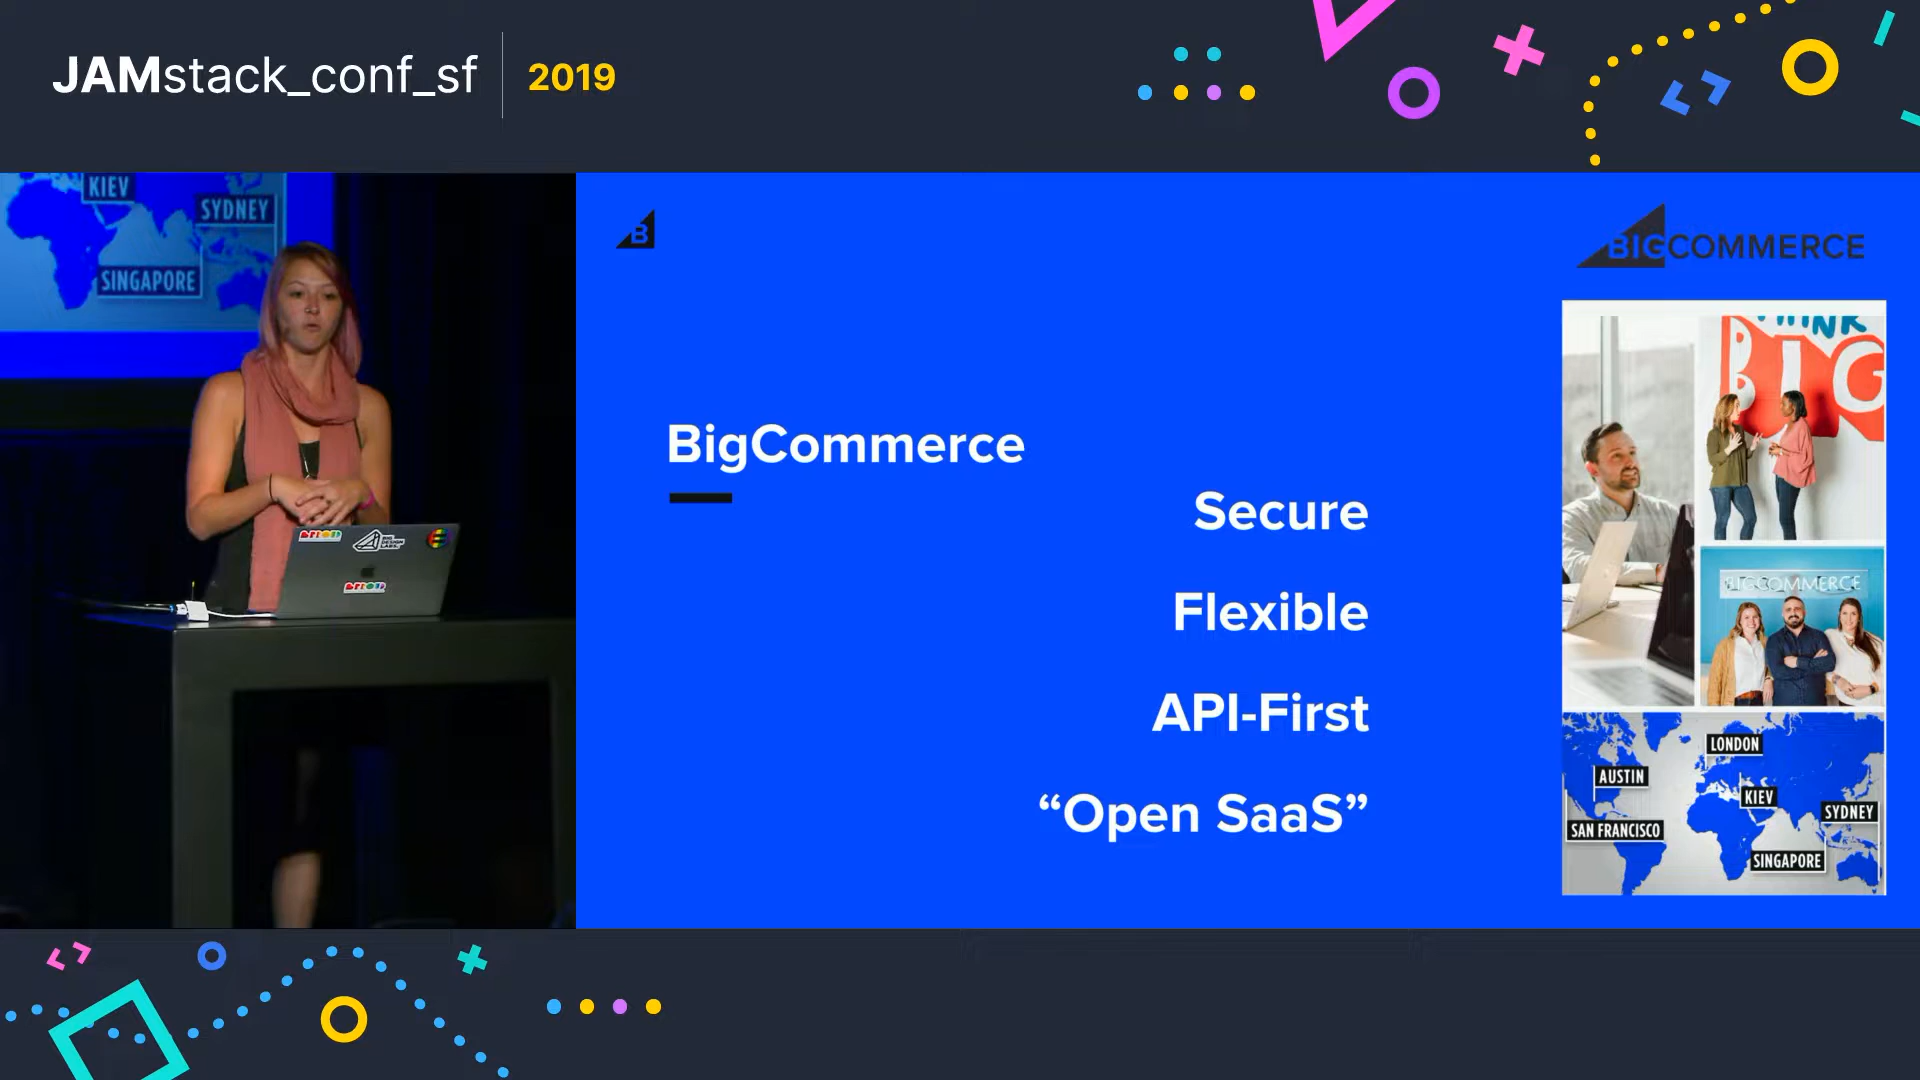 JAMstack_conf_sf
2019
KIEV
SYDNEY
SINGAPORE
B
BIGCOMMERCE
BigCommerce
Secure
Flexible
API-First
“Open SaaS”
THINK
BIG
BIGCOMMERCE
LONDON
AUSTIN
KIEV
SYDNEY
SAN FRANCISCO
SINGAPORE